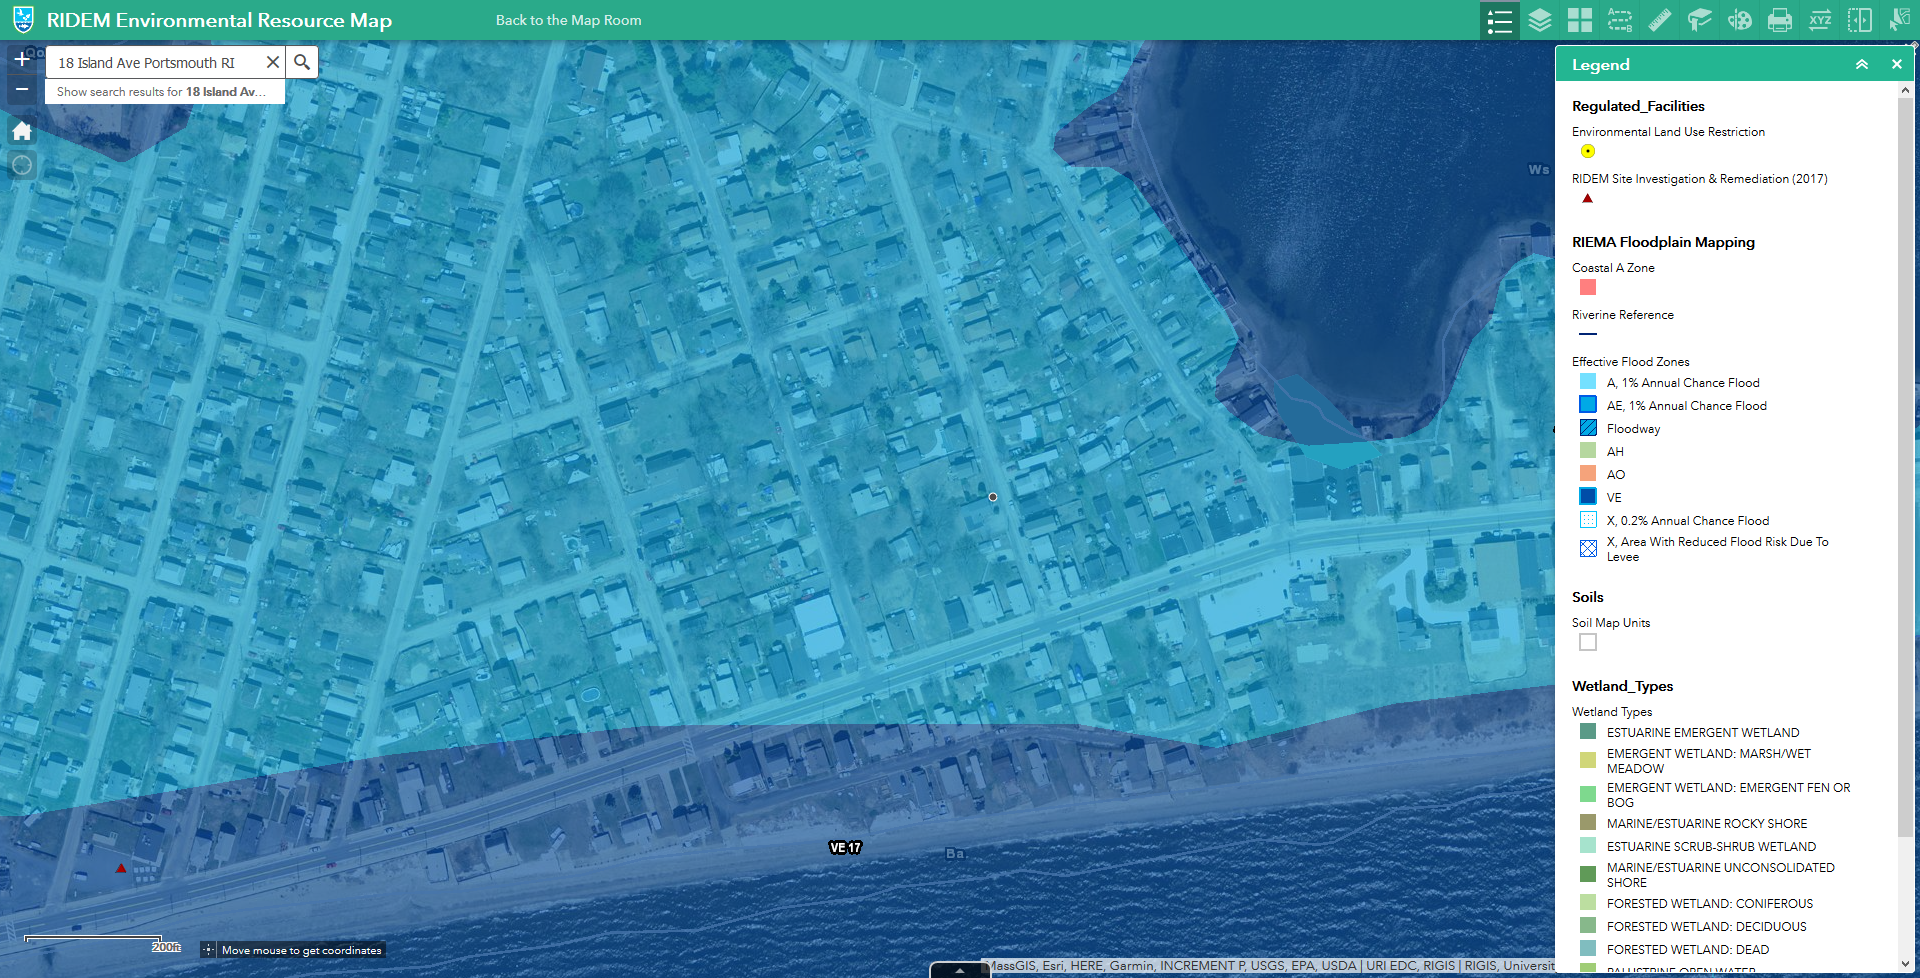 RIDEM Environmental Resource Map
Back to the Map Room
XYZ
18 Island Ave Portsmouth RI
Show search results for 18 Island Av...
Ws
VE 17
Ba.
200ft
Move mouse to get coordinates
MassGIS, Esri, HERE, Garmin, INCREMENT P, USGS, EPA, USDA | URI EDC, RIGIS | RIGIS, Universit
Legend
Regulated_Facilities
Environmental Land Use Restriction
RIDEM Site Investigation & Remediation (2017)
RIEMA Floodplain Mapping
Coastal A Zone
Riverine Reference
Effective Flood Zones
A, 1% Annual Chance Flood
AE, 1% Annual Chance Flood
Floodway
AH
AO
VE
X, 0.2% Annual Chance Flood
X, Area With Reduced Flood Risk Due To
Levee
Soils
Soil Map Units
Wetland_Types
Wetland Types
ESTUARINE EMERGENT WETLAND
EMERGENT WETLAND: MARSH/WET
MEADOW
EMERGENT WETLAND: EMERGENT FEN OR
BOG
MARINE/ESTUARINE ROCKY SHORE
ESTUARINE SCRUB-SHRUB WETLAND
MARINE/ESTUARINE UNCONSOLIDATED
SHORE
FORESTED WETLAND: CONIFEROUS
FORESTED WETLAND: DECIDUOUS
FORESTED WETLAND: DEAD
PALUSTRINE OPEN WATER